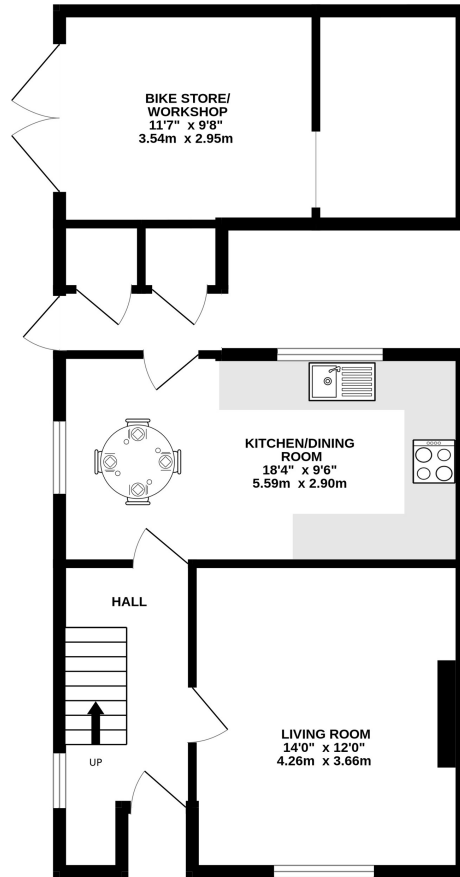 BIKE STORE/
WORKSHOP
11'7" x 9'8"
3.54m x 2.95m
KITCHEN/DINING
ROOM
18'4" x 9'6"
5.59m x 2.90m
HALL
LIVING ROOM
14'0" x 12'0"
4.26m x 3.66m
UP